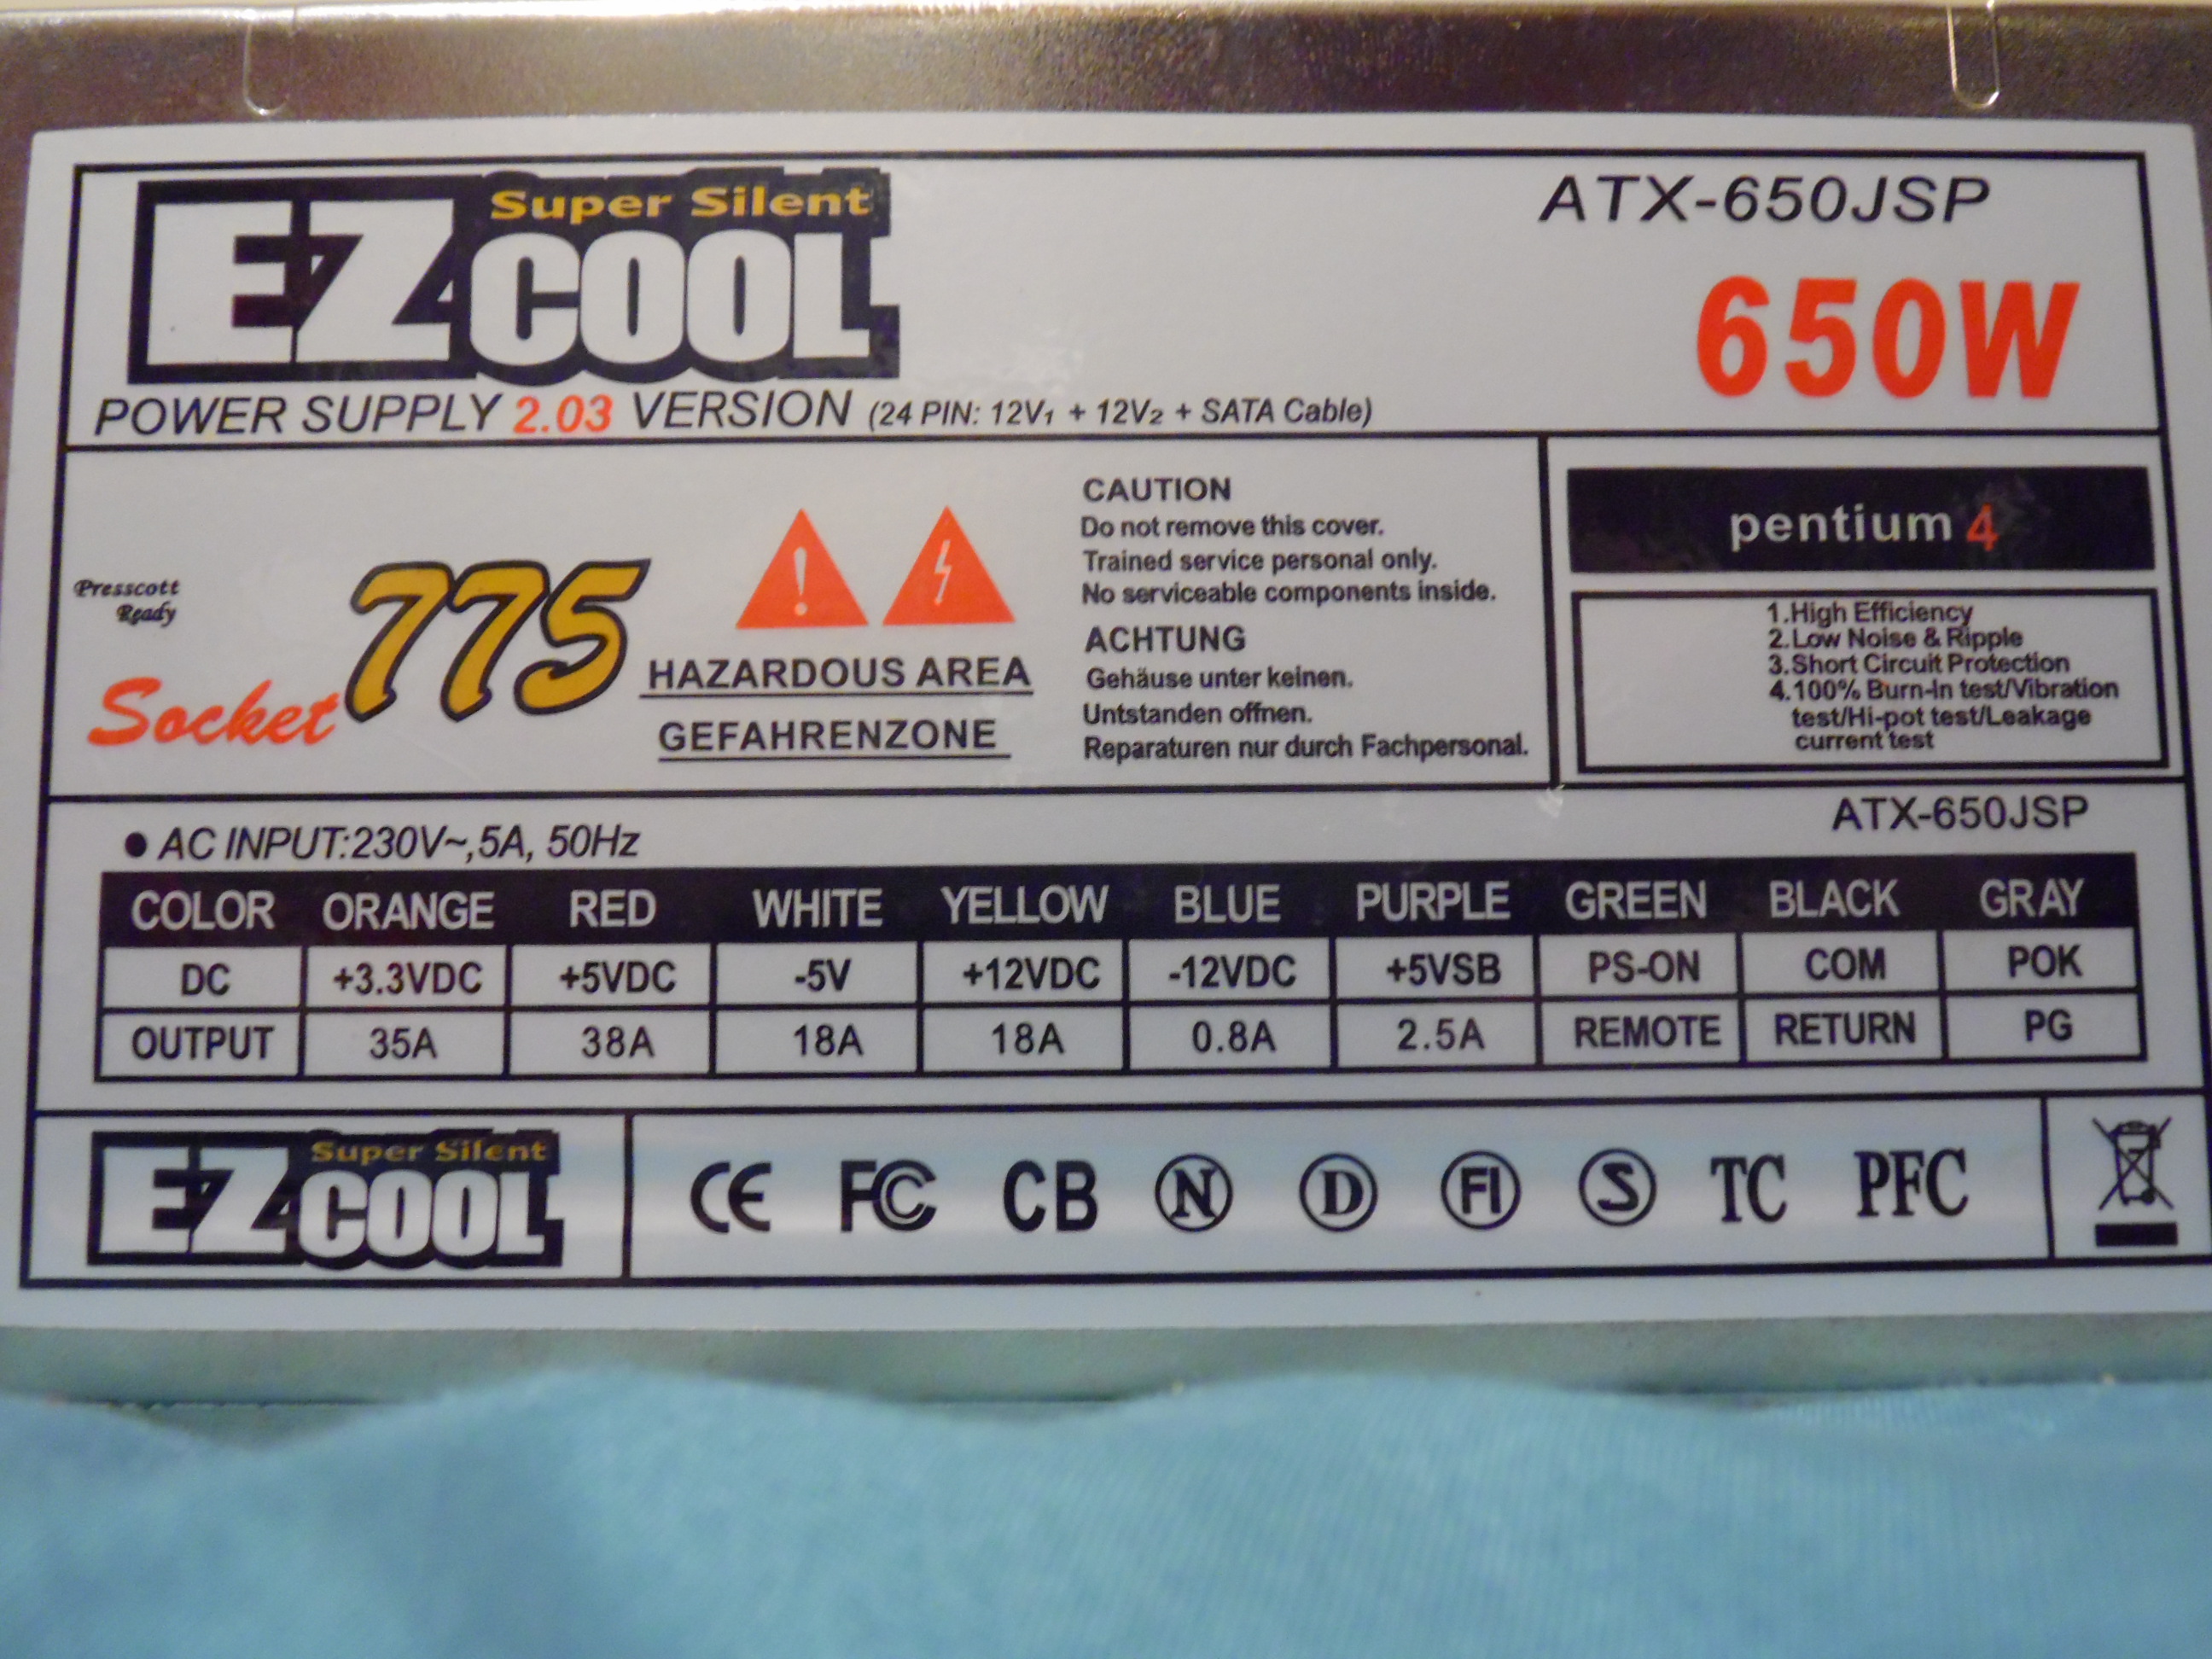 Super Silent
EZ COOL
ATX-650JSP
650W
POWER SUPPLY 2.03 VERSION (24 PIN: 12V1 + 12V2 + SATA Cable)
Presscott
Ready
Socket 775
HAZARDOUS AREA
GEFAHRENZONE
CAUTION
Do not remove this cover.
Trained service personal only.
No serviceable components inside.
ACHTUNG
Gehäuse unter keinen.
Untstanden offnen.
Reparaturen nur durch Fachpersonal.
pentium 4
1.High Efficiency
2.Low Noise & Ripple
3.Short Circuit Protection
4.100% Burn-In test/Vibration
test/Hi-pot test/Leakage
current test
● AC INPUT:230V~,5A, 50Hz
ATX-650JSP
COLOR ORANGE RED WHITE YELLOW BLUE PURPLE GREEN BLACK GRAY
DC +3.3VDC +5VDC -5V +12VDC -12VDC +5VSB PS-ON COM POK
OUTPUT 35A 38A 18A 18A 0.8A 2.5A REMOTE RETURN PG
Super Silent
EZ COOL
CE FC CB N D FI S TC PFC